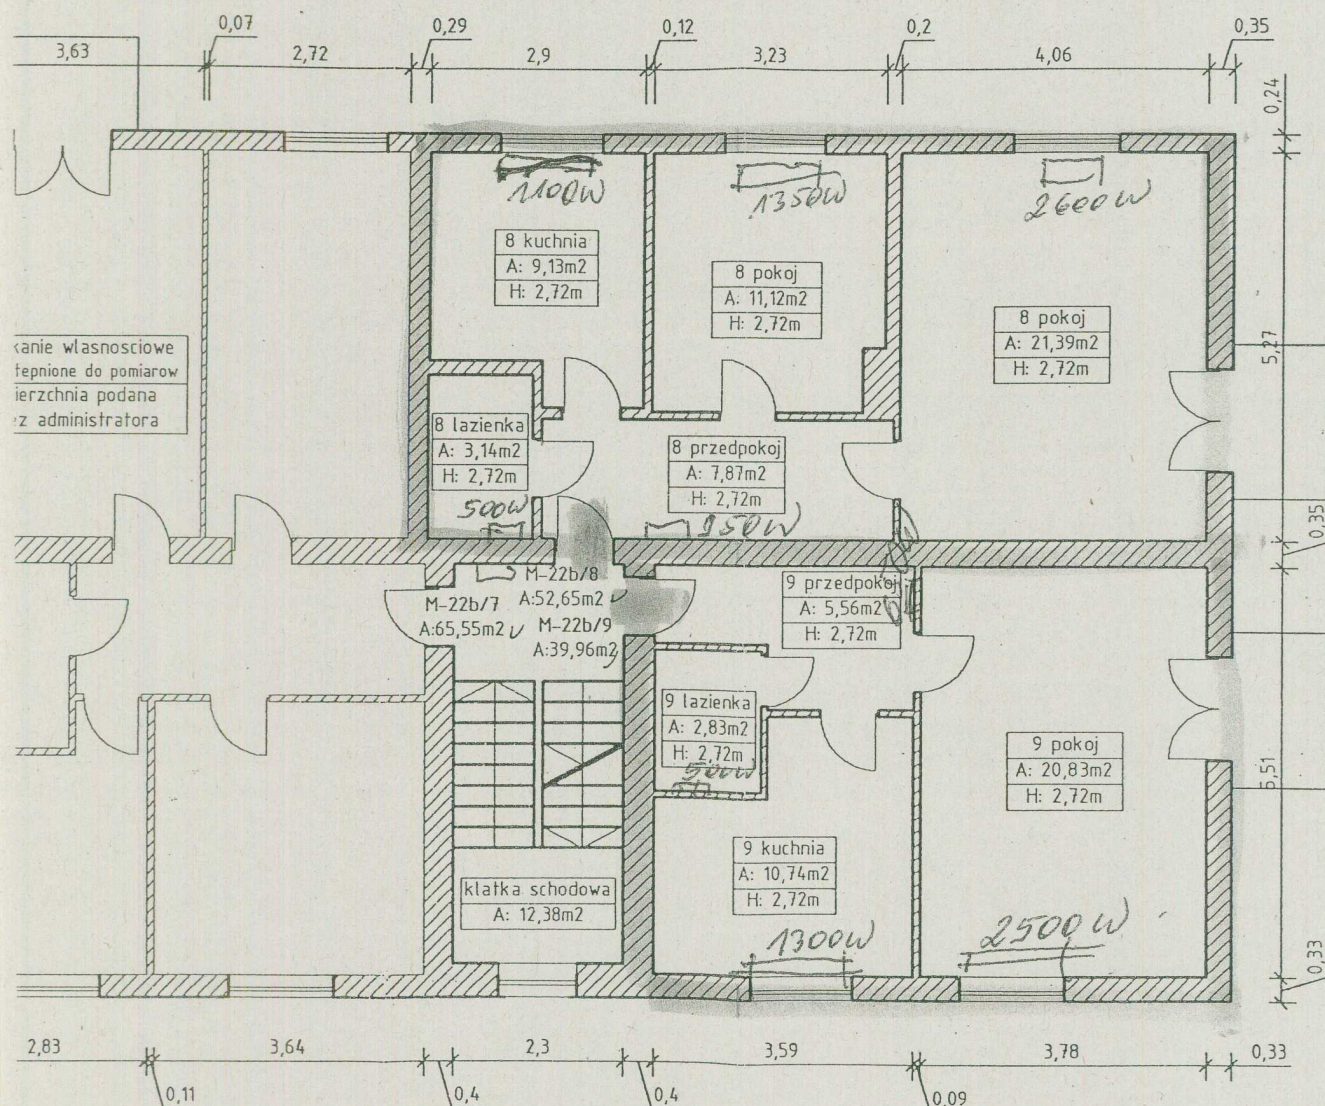 3,63
0,07
2,72
0,29
2,9
0,12
3,23
0,2
4,06
0,35
0,24
1100W
1350W
2600W
8 kuchnia
A: 9,13m2
H: 2,72m
8 pokoj
A: 11,12m2
H: 2,72m
8 pokoj
A: 21,39m2
H: 2,72m
5,27
kanie wlasnosciowe
tepnione do pomiarow
ierzchnia podana
ez administratora
8 lazienka
A: 3,14m2
H: 2,72m
500W
8 przedpokoj
A: 7,87m2
H: 2,72m
0,35
M-22b/8
A:52,65m2
M-22b/7
A:65,55m2
M-22b/9
A:39,96m2
9 przedpokoj
A: 5,56m2
H: 2,72m
9 lazienka
A: 2,83m2
H: 2,72m
500W
9 pokoj
A: 20,83m2
H: 2,72m
5,51
9 kuchnia
A: 10,74m2
H: 2,72m
klatka schodowa
A: 12,38m2
1300W
2500W
0,33
2,83
0,11
3,64
0,4
2,3
0,4
3,59
0,09
3,78
0,33